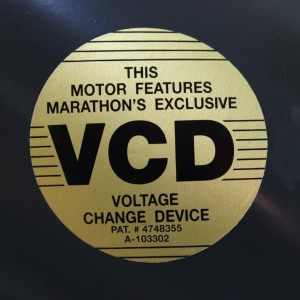 THIS
MOTOR FEATURES
MARATHON'S EXCLUSIVE
VCD
VOLTAGE
CHANGE DEVICE
PAT. # 4748355
A-103302